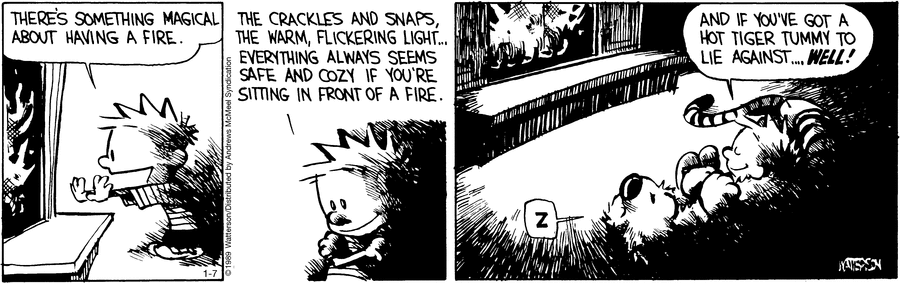 THERE'S SOMETHING MAGICAL
ABOUT HAVING A FIRE.
1-7
©1989 Watterson/Distributed by Andrews McMeel Syndication
THE CRACKLES AND SNAPS,
THE WARM, FLICKERING LIGHT...
EVERYTHING ALWAYS SEEMS
SAFE AND COZY IF YOU'RE
SITTING IN FRONT OF A FIRE.
AND IF YOU'VE GOT A
HOT TIGER TUMMY TO
LIE AGAINST.... WELL!
Z
WATTERSON